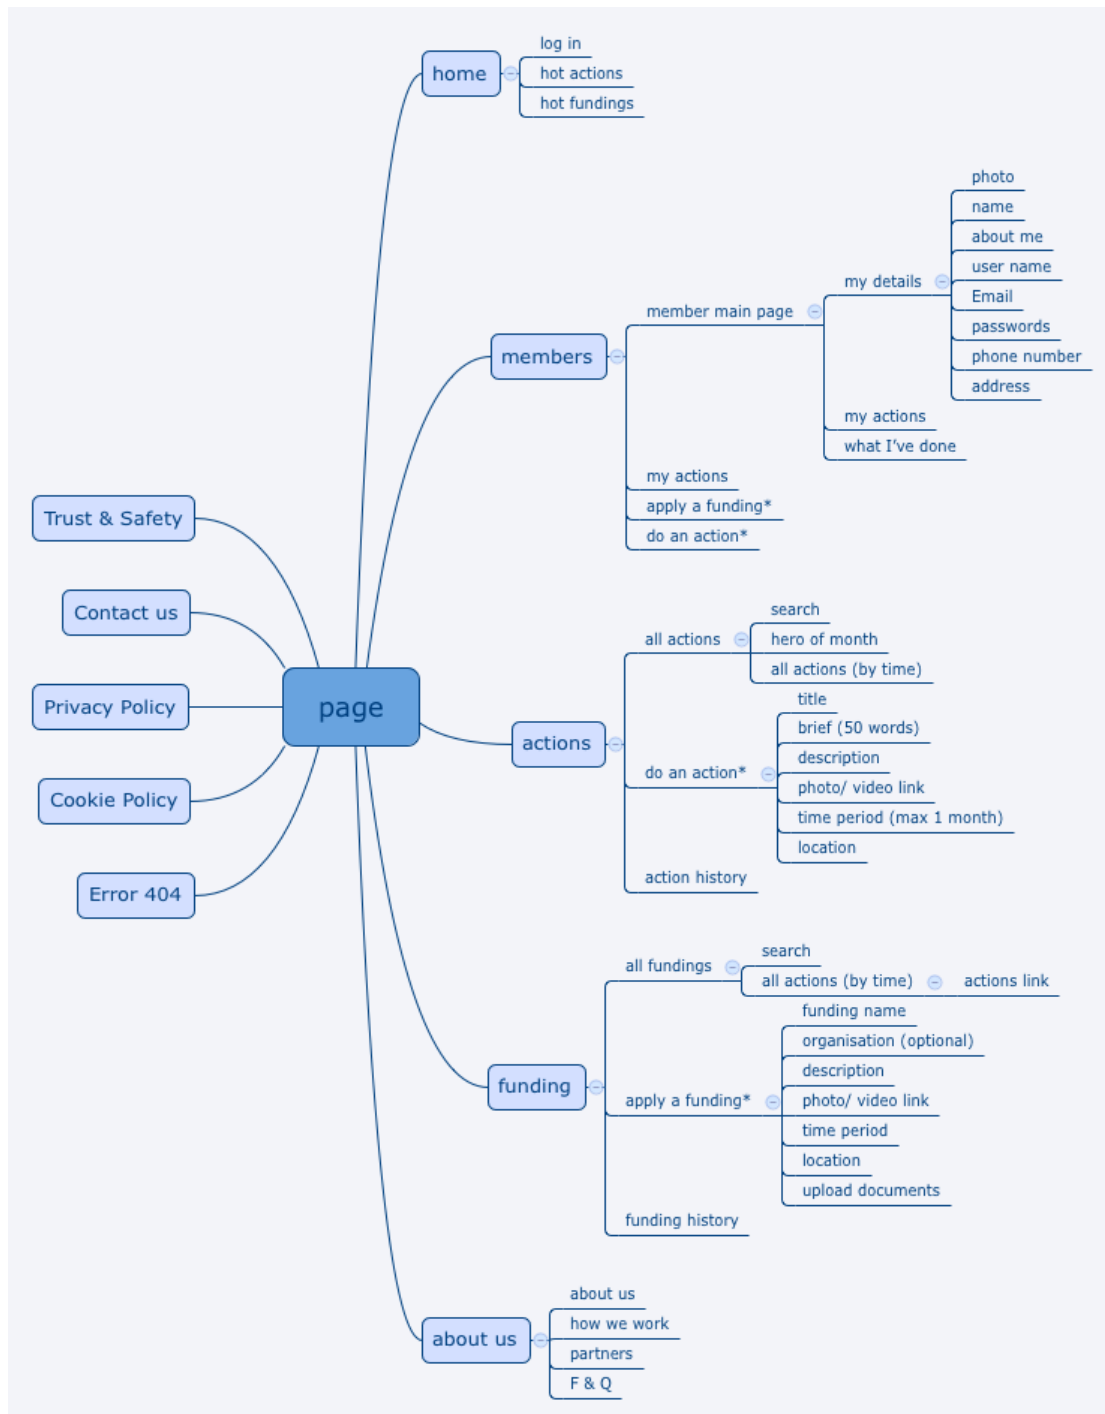 home
log in
hot actions
hot fundings
members
member main page
my details
photo
name
about me
user name
Email
passwords
phone number
address
my actions
what I've done
my actions
apply a funding*
do an action*
Trust & Safety
Contact us
Privacy Policy
Cookie Policy
Error 404
page
actions
all actions
search
hero of month
all actions (by time)
do an action*
title
brief (50 words)
description
photo/ video link
time period (max 1 month)
location
action history
funding
all fundings
search
all actions (by time)
actions link
apply a funding*
funding name
organisation (optional)
description
photo/ video link
time period
location
upload documents
funding history
about us
about us
how we work
partners
F & Q